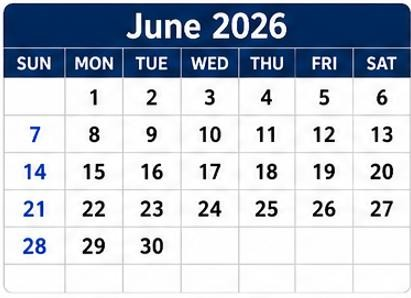 June 2026
SUN MON TUE WED THU FRI SAT
1 2 3 4 5 6
7 8 9 10 11 12 13
14 15 16 17 18 19 20
21 22 23 24 25 26 27
28 29 30